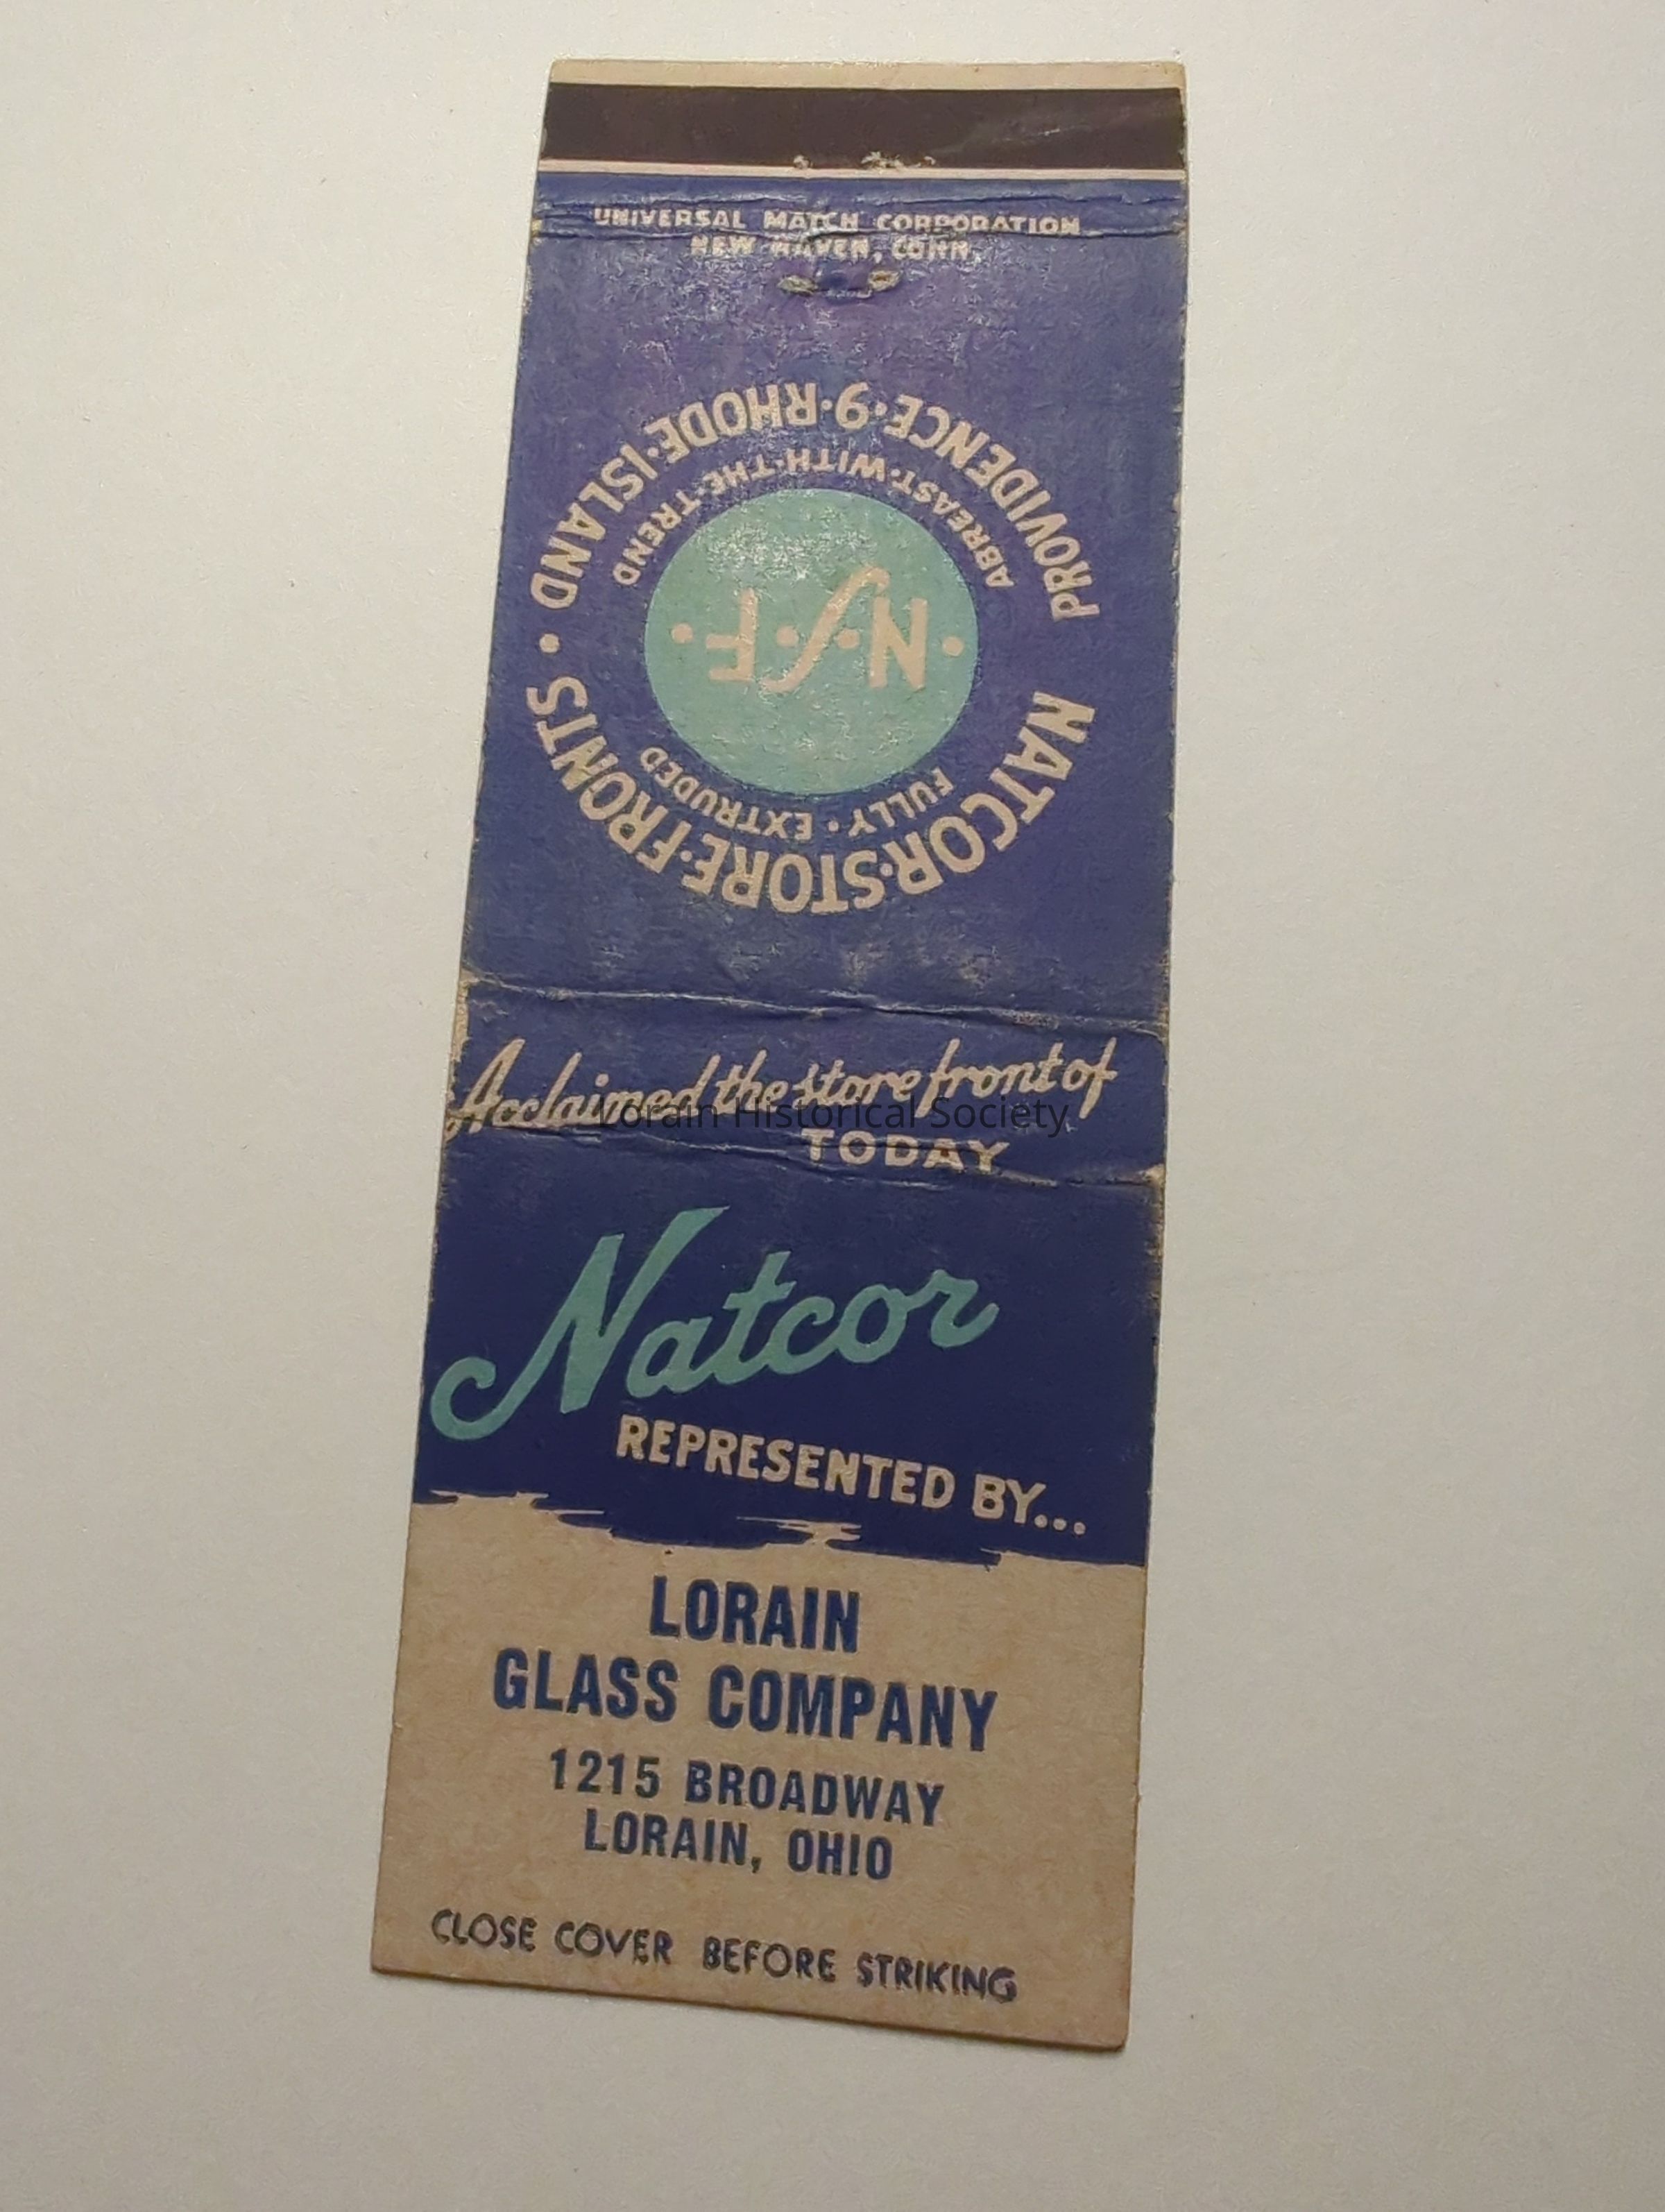 UNIVERSAL MATCH CORPORATION
NEW HAVEN, CONN.
PROVIDENCE·9·RHODE·ISLAND
ABREAST·WITH·THE·TREND
·N·S·F·
FULLY·EXTRUDED
NATCOR·STORE·FRONTS·
Acclaimed the store front of
TODAY
Lorain Historical Society
Natcor
REPRESENTED BY...
LORAIN
GLASS COMPANY
1215 BROADWAY
LORAIN, OHIO
CLOSE COVER BEFORE STRIKING